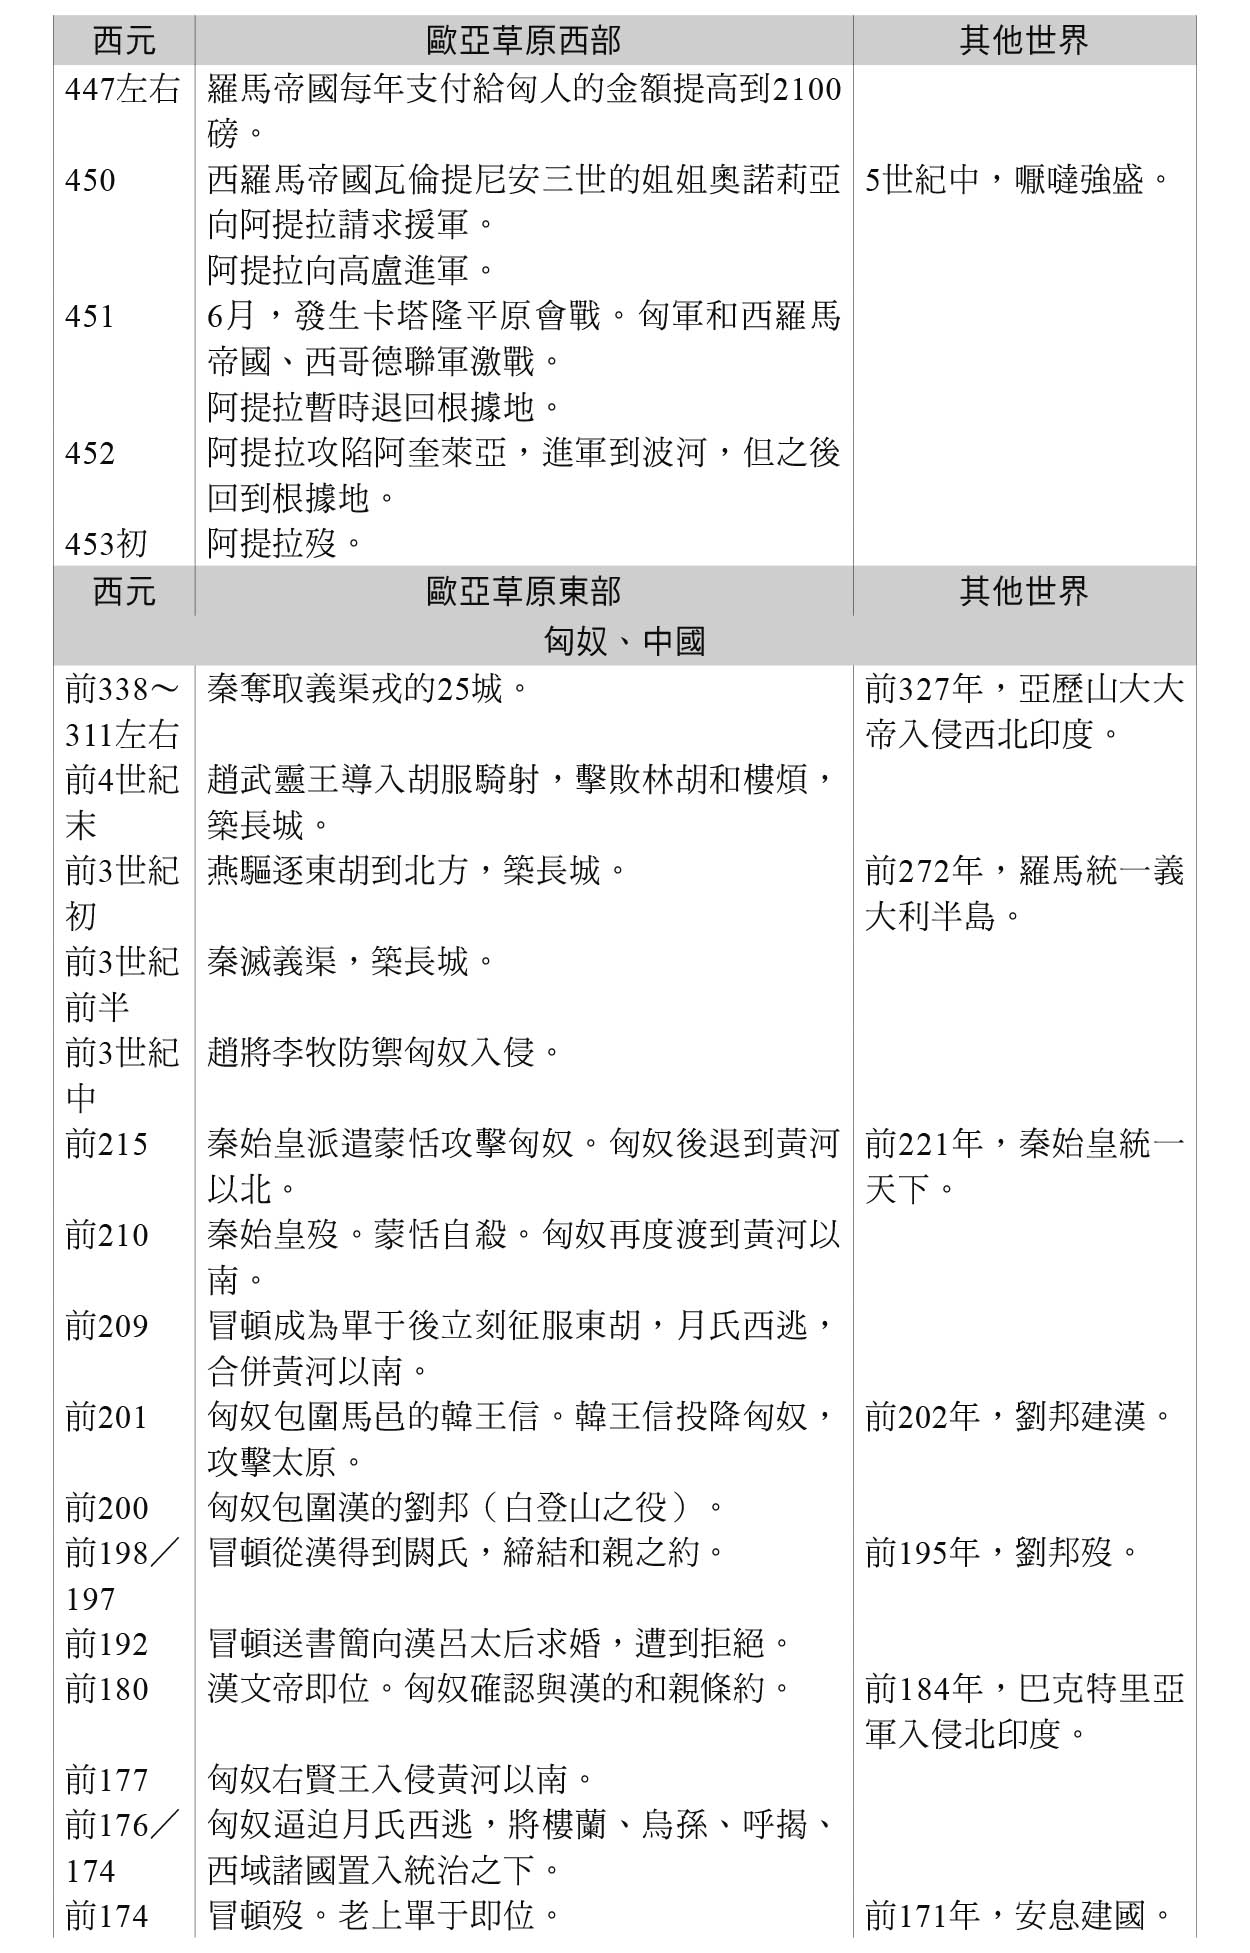 西元 歐亞草原西部 其他世界
447左右 羅馬帝國每年支付給匈人的金額提高到2100
磅。
450 西羅馬帝國瓦倫提尼安三世的姐姐奧諾莉亞 5世紀中，嚈噠強盛。
向阿提拉請求援軍。
阿提拉向高盧進軍。
451 6月，發生卡塔隆平原會戰。匈軍和西羅馬
帝國、西哥德聯軍激戰。
阿提拉暫時退回根據地。
452 阿提拉攻陷阿奎萊亞，進軍到波河，但之後
回到根據地。
453初 阿提拉歿。
西元 歐亞草原東部 其他世界
匈奴、中國
前338～ 秦奪取義渠戎的25城。 前327年，亞歷山大大
311左右 帝入侵西北印度。
前4世紀 趙武靈王導入胡服騎射，擊敗林胡和樓煩，
末 築長城。
前3世紀 燕驅逐東胡到北方，築長城。 前272年，羅馬統一義
初 大利半島。
前3世紀 秦滅義渠，築長城。
前半
前3世紀 趙將李牧防禦匈奴入侵。
中
前215 秦始皇派遣蒙恬攻擊匈奴。匈奴後退到黃河 前221年，秦始皇統一
以北。 天下。
前210 秦始皇歿。蒙恬自殺。匈奴再度渡到黃河以
南。
前209 冒頓成為單于後立刻征服東胡，月氏西逃，
合併黃河以南。
前201 匈奴包圍馬邑的韓王信。韓王信投降匈奴， 前202年，劉邦建漢。
攻擊太原。
前200 匈奴包圍漢的劉邦（白登山之役）。
前198／ 冒頓從漢得到閼氏，締結和親之約。 前195年，劉邦歿。
197
前192 冒頓送書簡向漢呂太后求婚，遭到拒絕。
前180 漢文帝即位。匈奴確認與漢的和親條約。 前184年，巴克特里亞
軍入侵北印度。
前177 匈奴右賢王入侵黃河以南。
前176／ 匈奴逼迫月氏西逃，將樓蘭、烏孫、呼揭、
174 西域諸國置入統治之下。
前174 冒頓歿。老上單于即位。 前171年，安息建國。